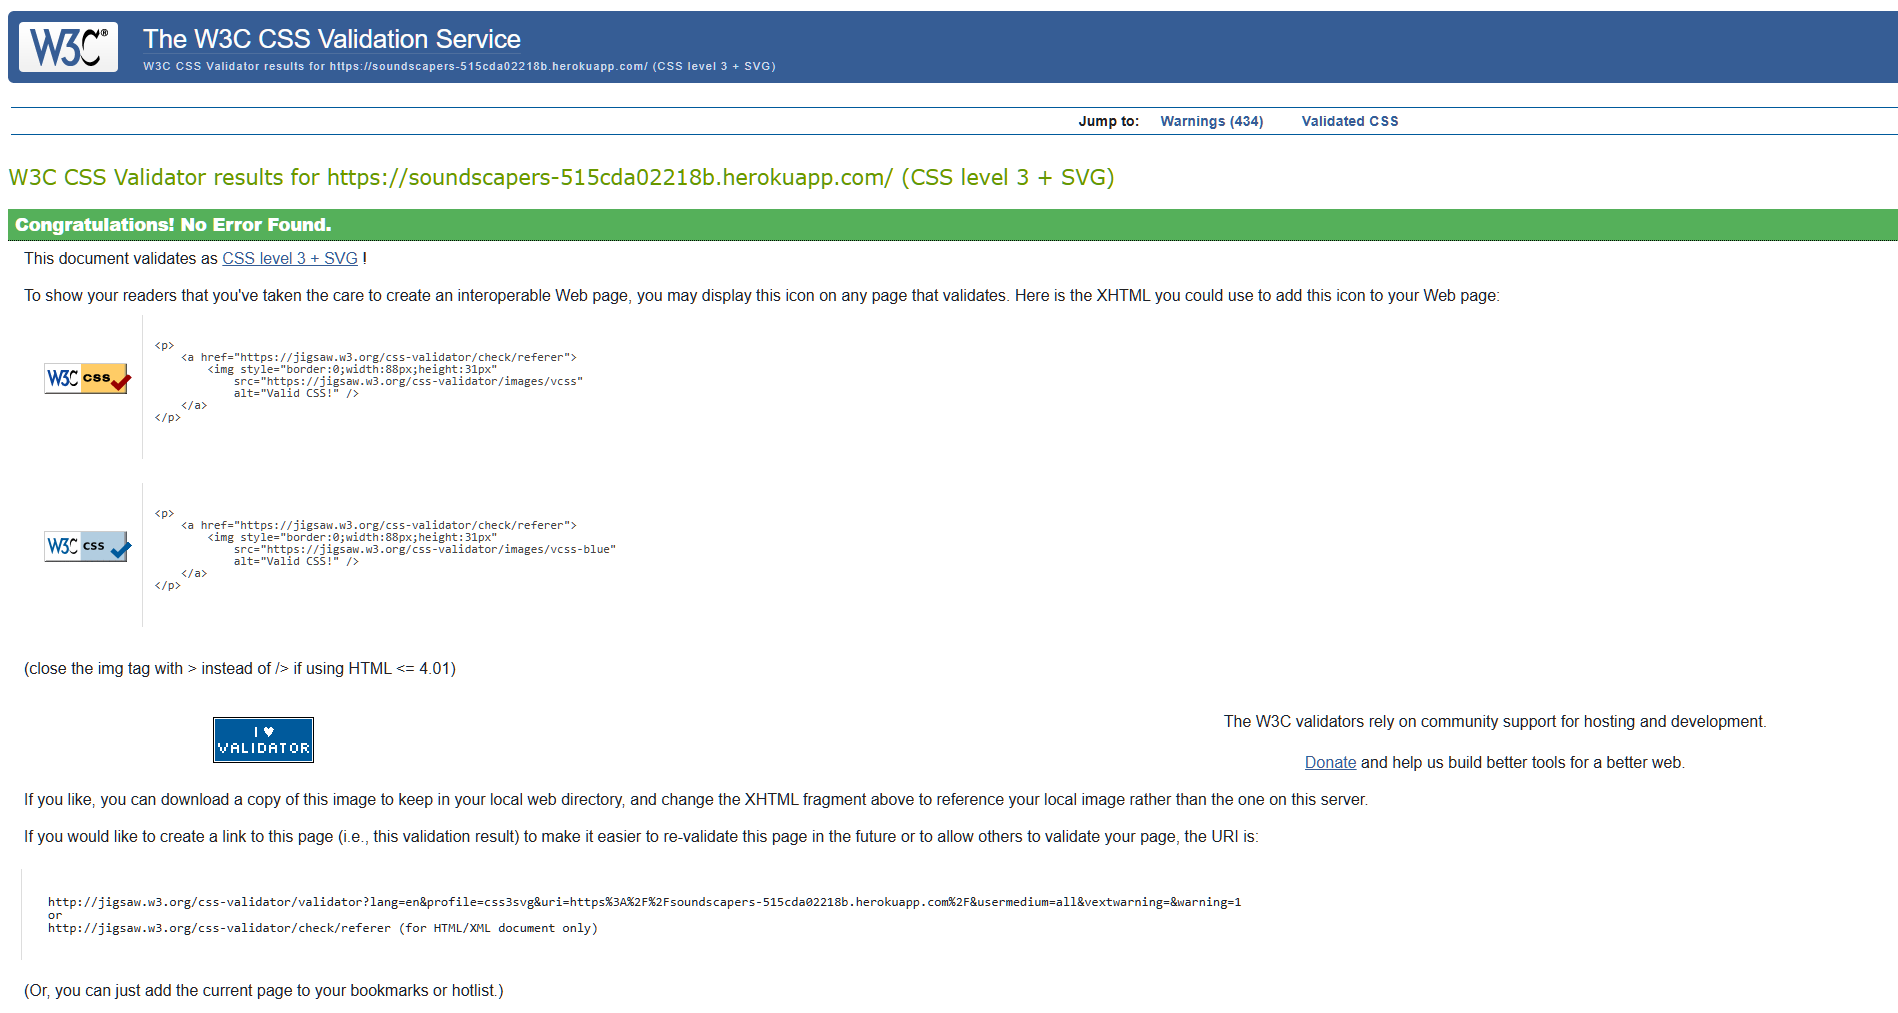 W3C®
The W3C CSS Validation Service
W3C CSS Validator results for https://soundscapers-515cda02218b.herokuapp.com/ (CSS level 3 + SVG)
Jump to: Warnings (434) Validated CSS
W3C CSS Validator results for https://soundscapers-515cda02218b.herokuapp.com/ (CSS level 3 + SVG)
Congratulations! No Error Found.
This document validates as CSS level 3 + SVG !
To show your readers that you've taken the care to create an interoperable Web page, you may display this icon on any page that validates. Here is the XHTML you could use to add this icon to your Web page:
W3C css
<p>
    <a href="https://jigsaw.w3.org/css-validator/check/referer">
        <img style="border:0;width:88px;height:31px"
            src="https://jigsaw.w3.org/css-validator/images/vcss"
            alt="Valid CSS!" />
    </a>
</p>
W3C css
<p>
    <a href="https://jigsaw.w3.org/css-validator/check/referer">
        <img style="border:0;width:88px;height:31px"
            src="https://jigsaw.w3.org/css-validator/images/vcss-blue"
            alt="Valid CSS!" />
    </a>
</p>
(close the img tag with > instead of /> if using HTML <= 4.01)
I ♥
VALIDATOR
The W3C validators rely on community support for hosting and development.
Donate and help us build better tools for a better web.
If you like, you can download a copy of this image to keep in your local web directory, and change the XHTML fragment above to reference your local image rather than the one on this server.
If you would like to create a link to this page (i.e., this validation result) to make it easier to re-validate this page in the future or to allow others to validate your page, the URI is:
http://jigsaw.w3.org/css-validator/validator?lang=en&profile=css3svg&uri=https%3A%2F%2Fsoundscapers-515cda02218b.herokuapp.com%2F&usermedium=all&vextwarning=&warning=1
or
http://jigsaw.w3.org/css-validator/check/referer (for HTML/XML document only)
(Or, you can just add the current page to your bookmarks or hotlist.)